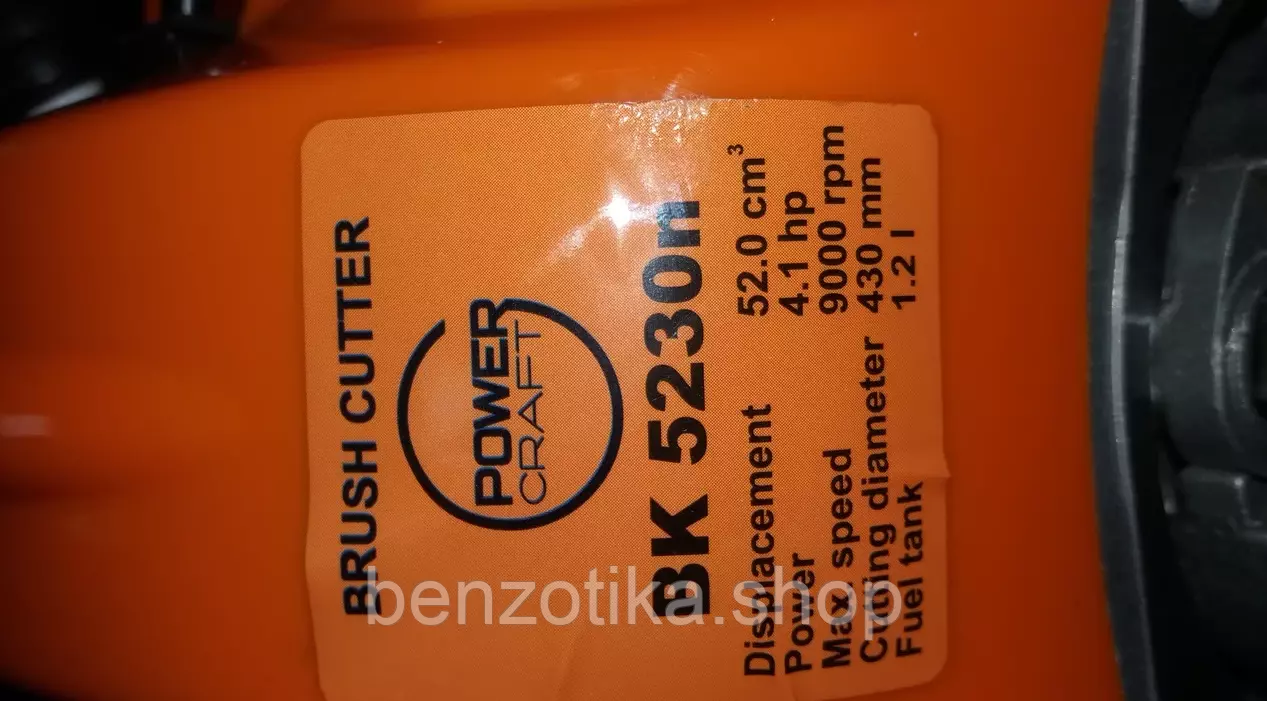 BRUSH CUTTER
POWER
CRAFT
BK 5230n
Displacement 52.0 cm³
Power 4.1 hp
Max. speed 9000 rpm
Cutting diameter 430 mm
Fuel tank 1.2 l
benzotika.shop